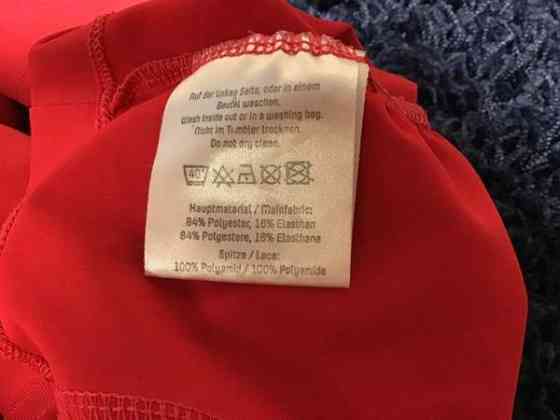 Auf der linken Seite, oder in einem
Beutel waschen.
Wash inside out or in a washing bag.
Nicht im Tumbler trocknen.
Do not dry clean.
40°
Hauptmaterial / Mainfabric:
84% Polyester, 16% Elasthan
84% Polyestere, 16% Elasthane
Spitze / Lace:
100% Polyamid / 100% Polyamide